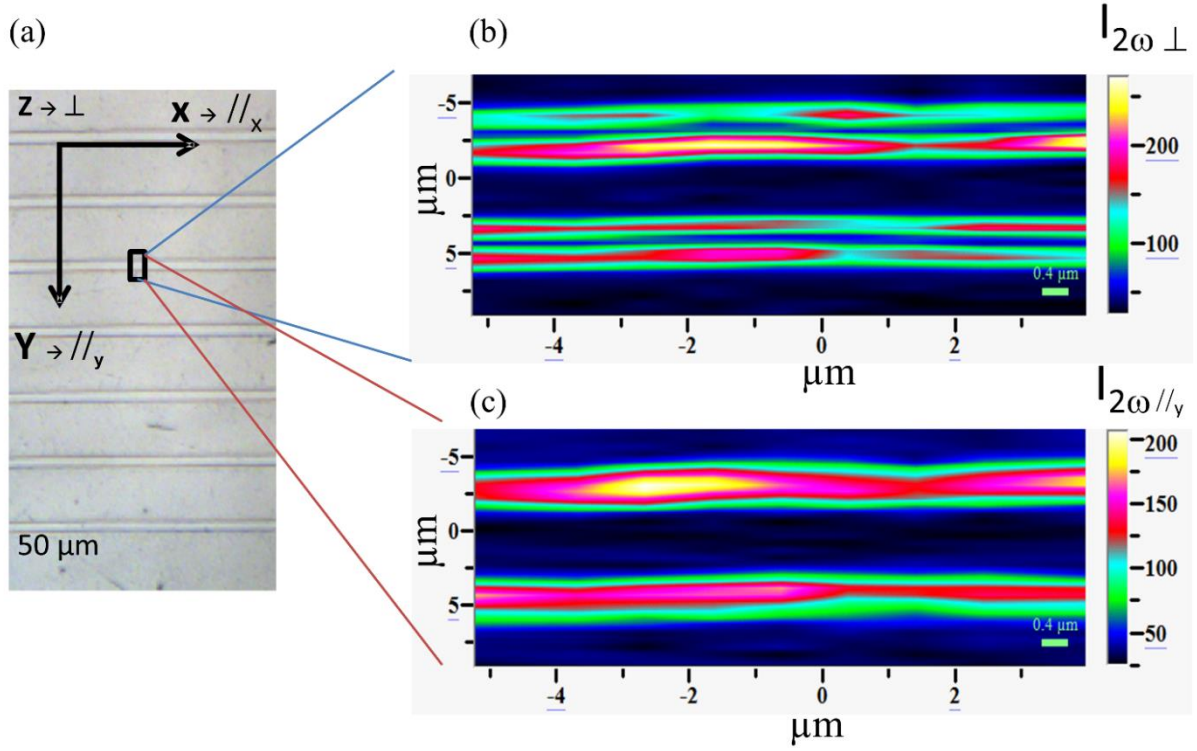 (a)
Z → ⊥
X → //x
Y → //y
50 µm
(b)
I2ω ⊥
-5
0
5
µm
0.4 µm
-4
-2
0
2
µm
200
100
(c)
I2ω //y
-5
0
5
µm
0.4 µm
-4
-2
0
2
µm
200
150
100
50